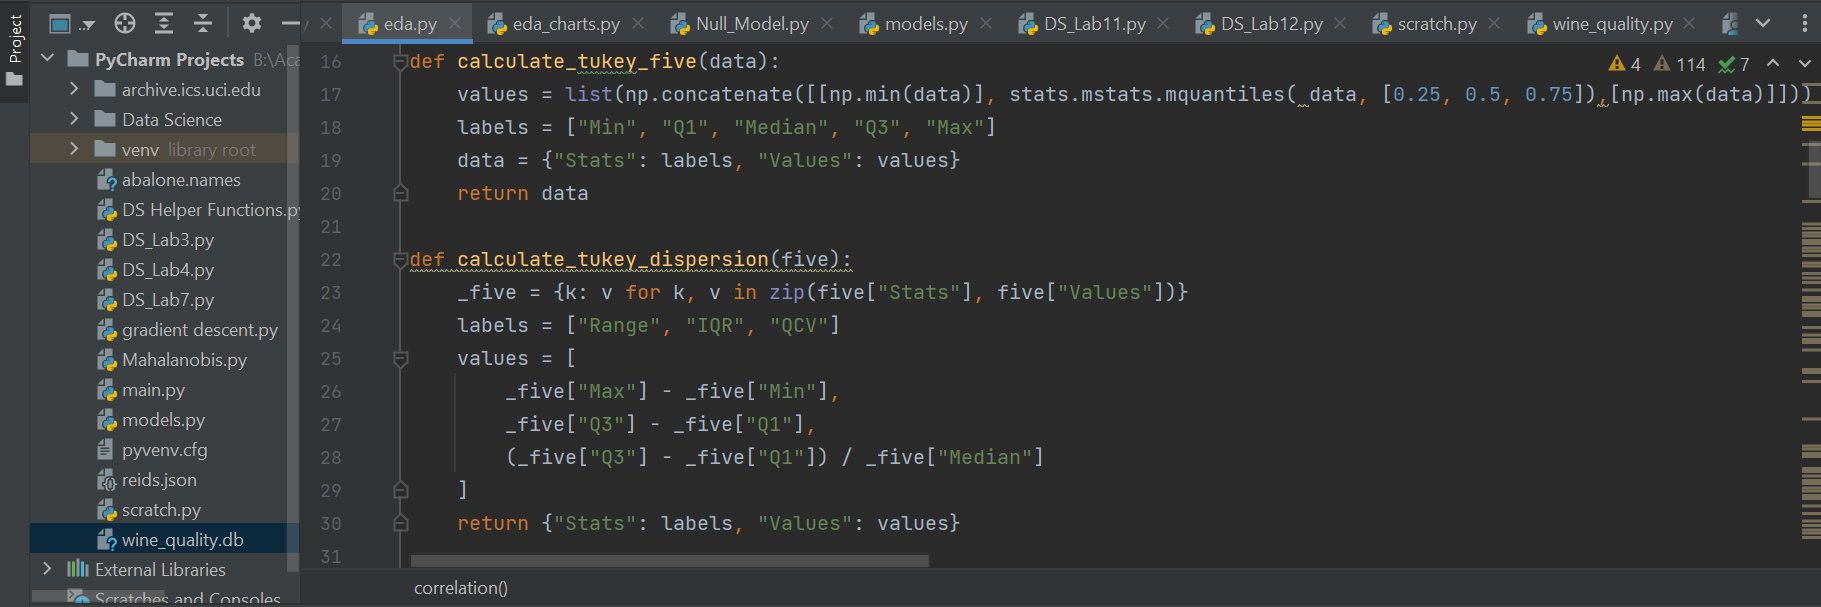 Project
eda.py
eda_charts.py
Null_Model.py
models.py
DS_Lab11.py
DS_Lab12.py
scratch.py
wine_quality.py
PyCharm Projects B:\Aca
archive.ics.uci.edu
Data Science
venv library root
abalone.names
DS Helper Functions.py
DS_Lab3.py
DS_Lab4.py
DS_Lab7.py
gradient descent.py
Mahalanobis.py
main.py
models.py
pyvenv.cfg
reids.json
scratch.py
wine_quality.db
External Libraries
Scratches and Consoles
4 114 7
16 def calculate_tukey_five(data):
17 values = list(np.concatenate([[np.min(data)], stats.mstats.mquantiles( data, [0.25, 0.5, 0.75]),[np.max(data)]]))
18 labels = ["Min", "Q1", "Median", "Q3", "Max"]
19 data = {"Stats": labels, "Values": values}
20 return data
21
22 def calculate_tukey_dispersion(five):
23 _five = {k: v for k, v in zip(five["Stats"], five["Values"])}
24 labels = ["Range", "IQR", "QCV"]
25 values = [
26 _five["Max"] - _five["Min"],
27 _five["Q3"] - _five["Q1"],
28 (_five["Q3"] - _five["Q1"]) / _five["Median"]
29 ]
30 return {"Stats": labels, "Values": values}
31
correlation()